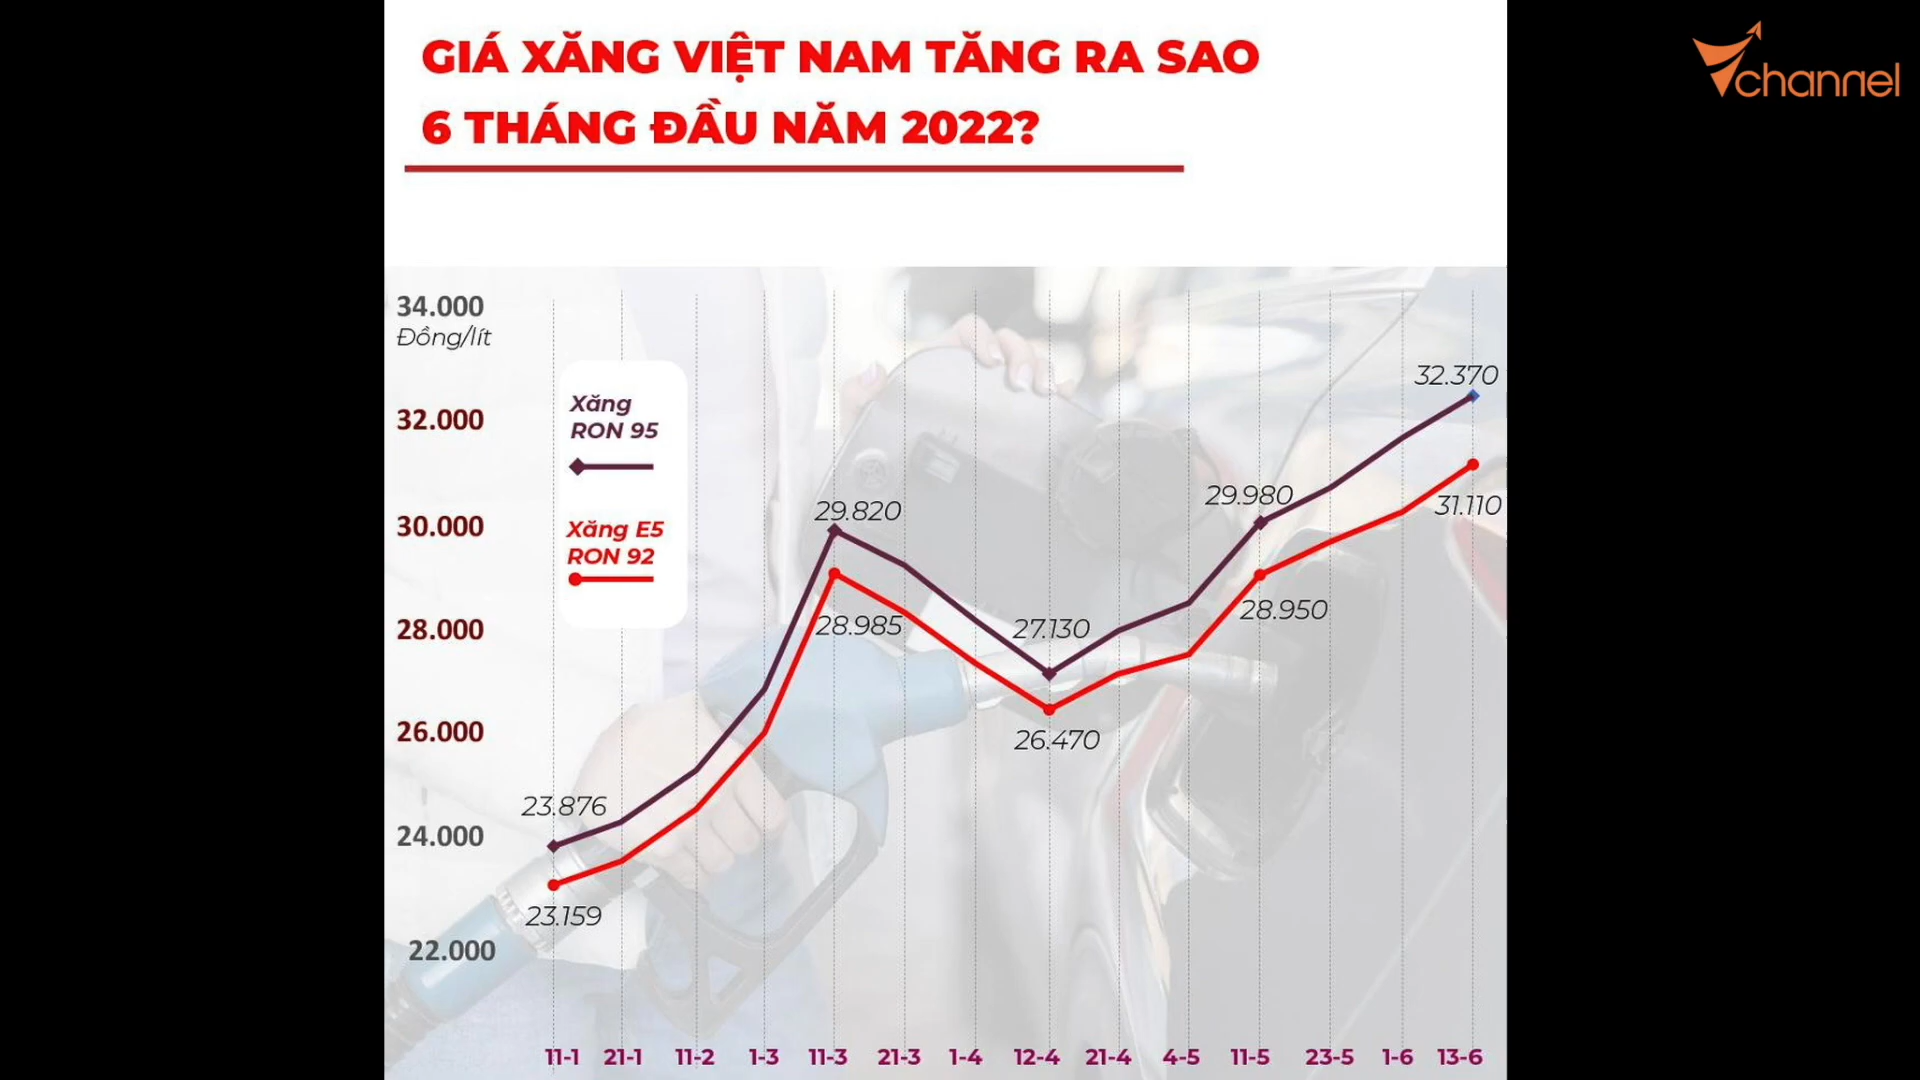 GIÁ XĂNG VIỆT NAM TĂNG RA SAO
6 THÁNG ĐẦU NĂM 2022?
channel
34.000
Đồng/lít
32.000
30.000
28.000
26.000
24.000
22.000
Xăng
RON 95
Xăng E5
RON 92
23.876
23.159
29.820
28.985
27.130
26.470
29.980
28.950
32.370
31.110
11-1 21-1 11-2 1-3 11-3 21-3 1-4 12-4 21-4 4-5 11-5 23-5 1-6 13-6